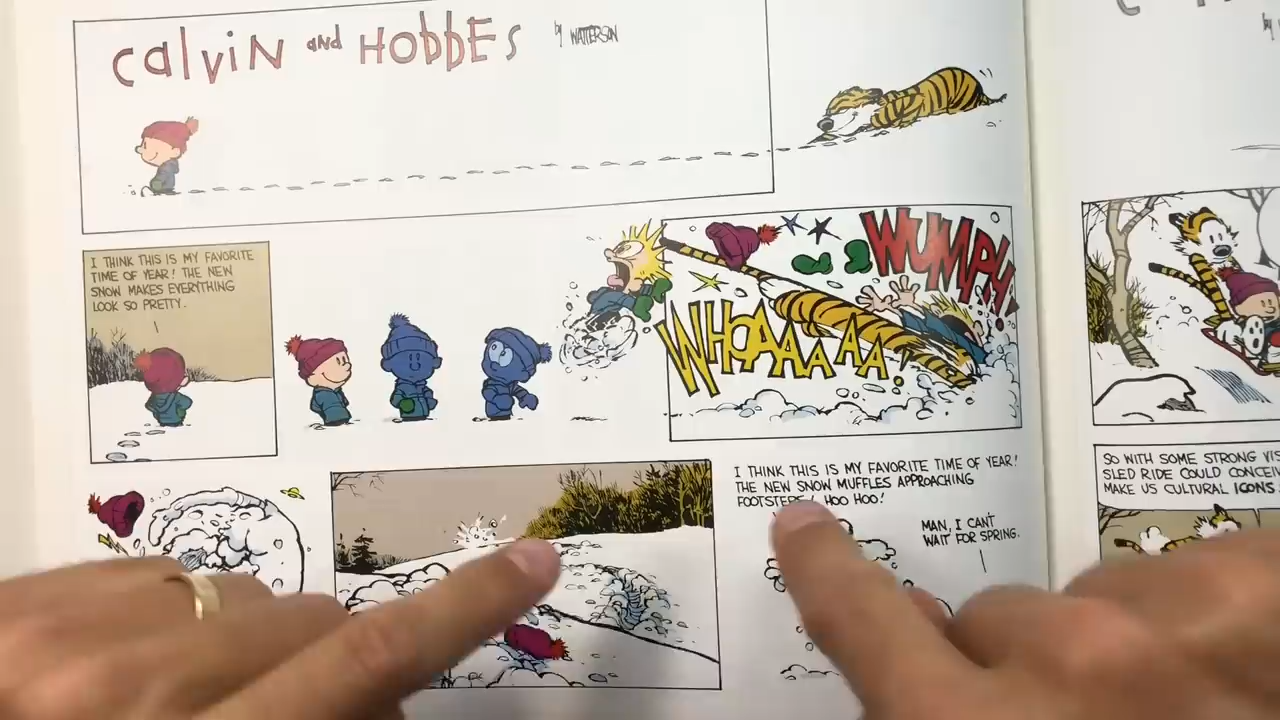 Calvin and Hobbes by Watterson
I THINK THIS IS MY FAVORITE
TIME OF YEAR! THE NEW
SNOW MAKES EVERYTHING
LOOK SO PRETTY.
WHOAAAAAA
WUMPH!
I THINK THIS IS MY FAVORITE TIME OF YEAR!
THE NEW SNOW MUFFLES APPROACHING
FOOTSTEPS! HOO HOO!
MAN, I CAN'T
WAIT FOR SPRING.
SO WITH SOME STRONG
SLED RIDE COULD
MAKE US CULTURAL ICONS